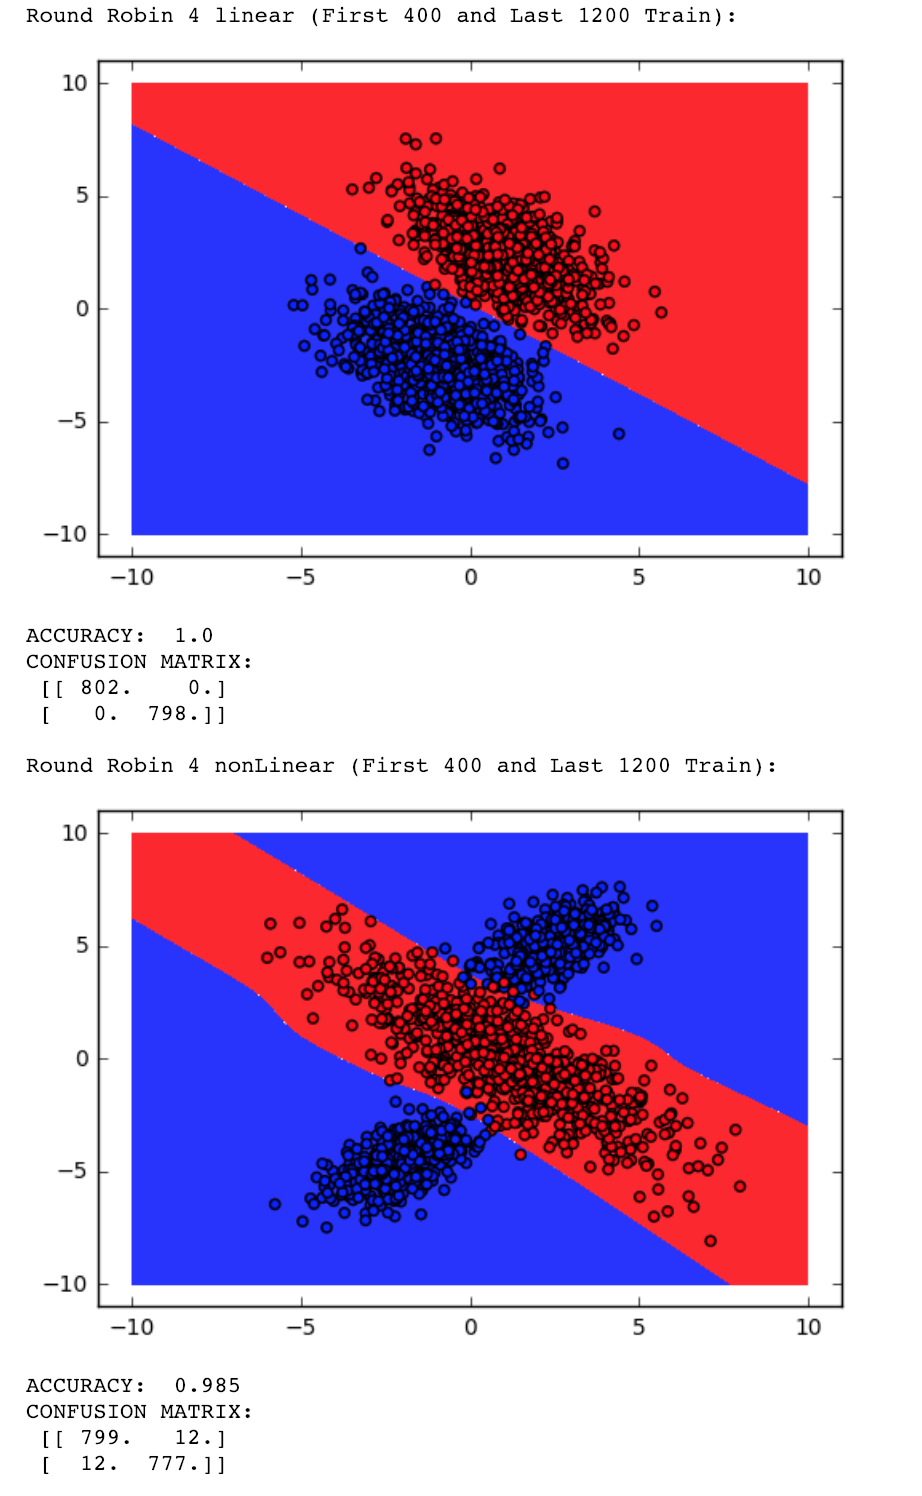 Round Robin 4 linear (First 400 and Last 1200 Train):
10
5
0
−5
−10
−10 −5 0 5 10
ACCURACY:  1.0
CONFUSION MATRIX:
[[ 802.    0.]
[   0.  798.]]
Round Robin 4 nonLinear (First 400 and Last 1200 Train):
10
5
0
−5
−10
−10 −5 0 5 10
ACCURACY:  0.985
CONFUSION MATRIX:
[[ 799.   12.]
[  12.  777.]]